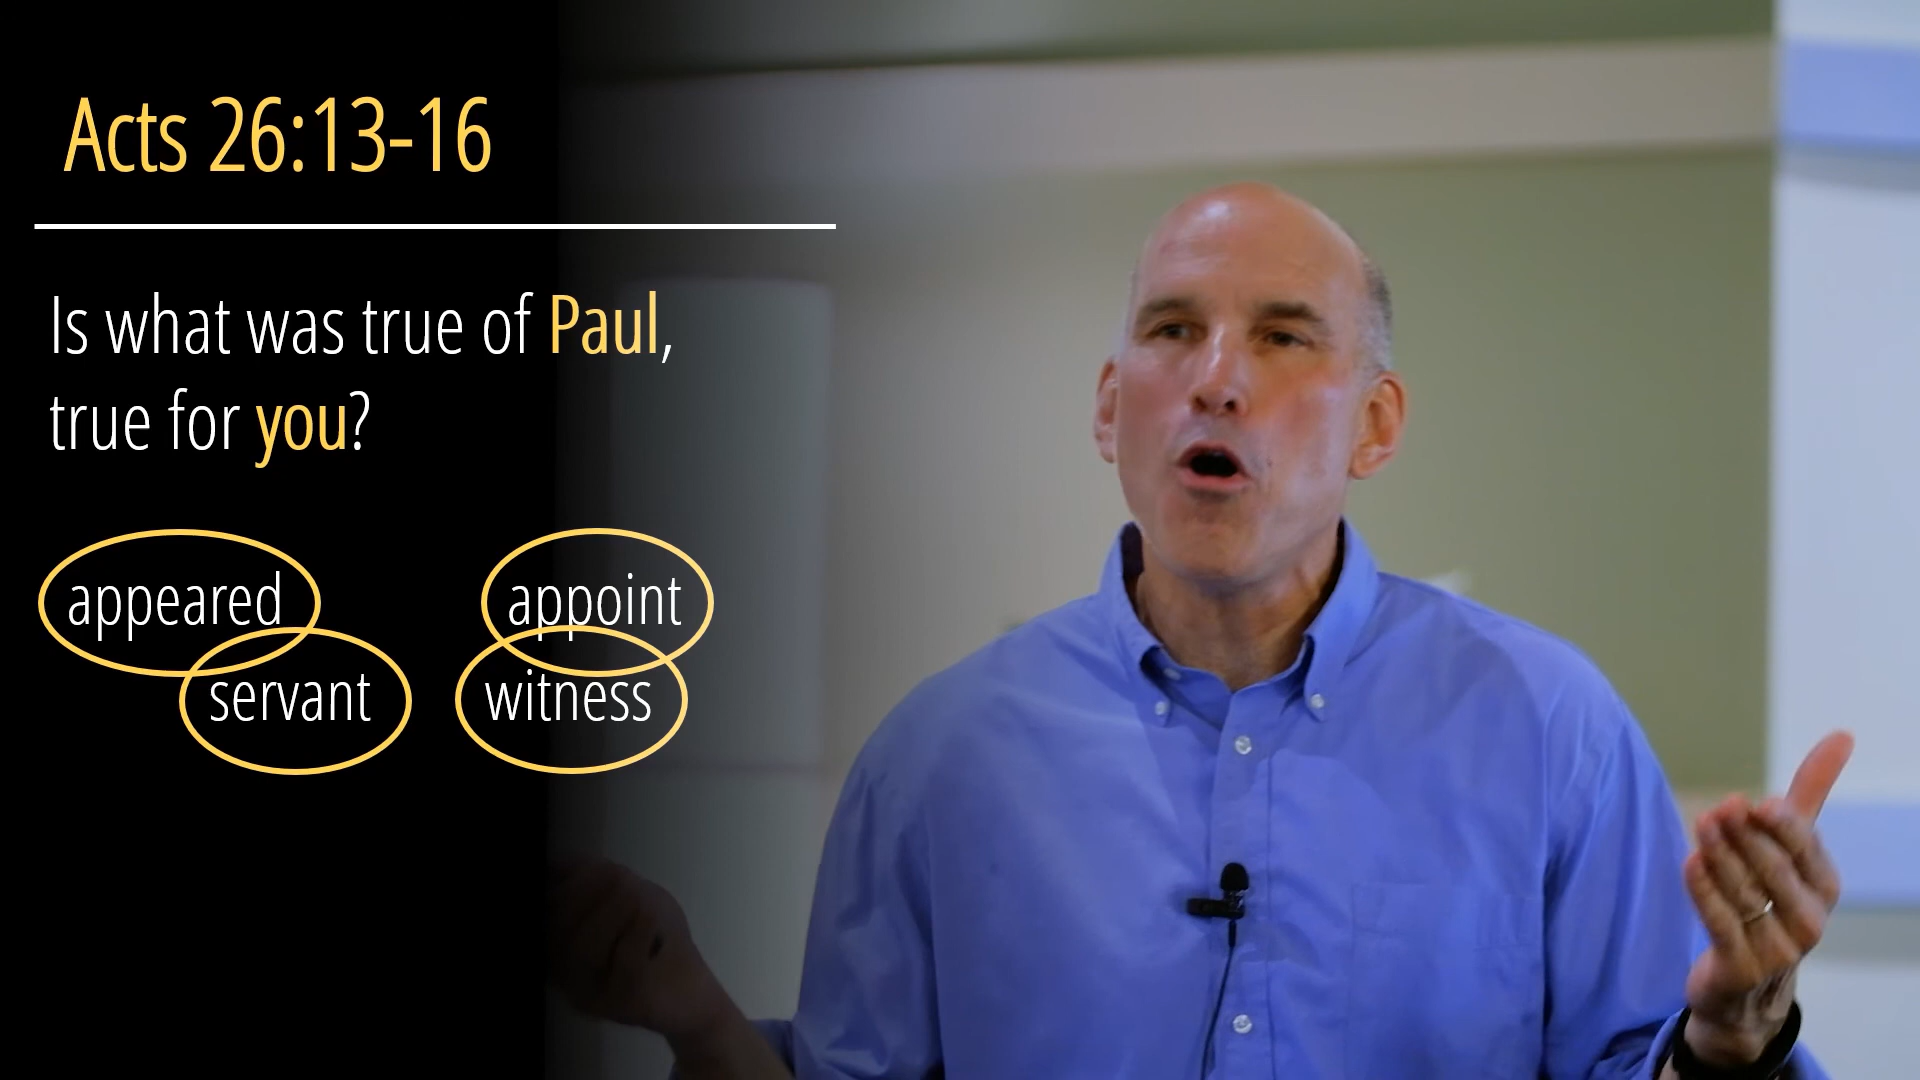 Acts 26:13-16
Is what was true of Paul,
true for you?
appeared appoint
servant witness